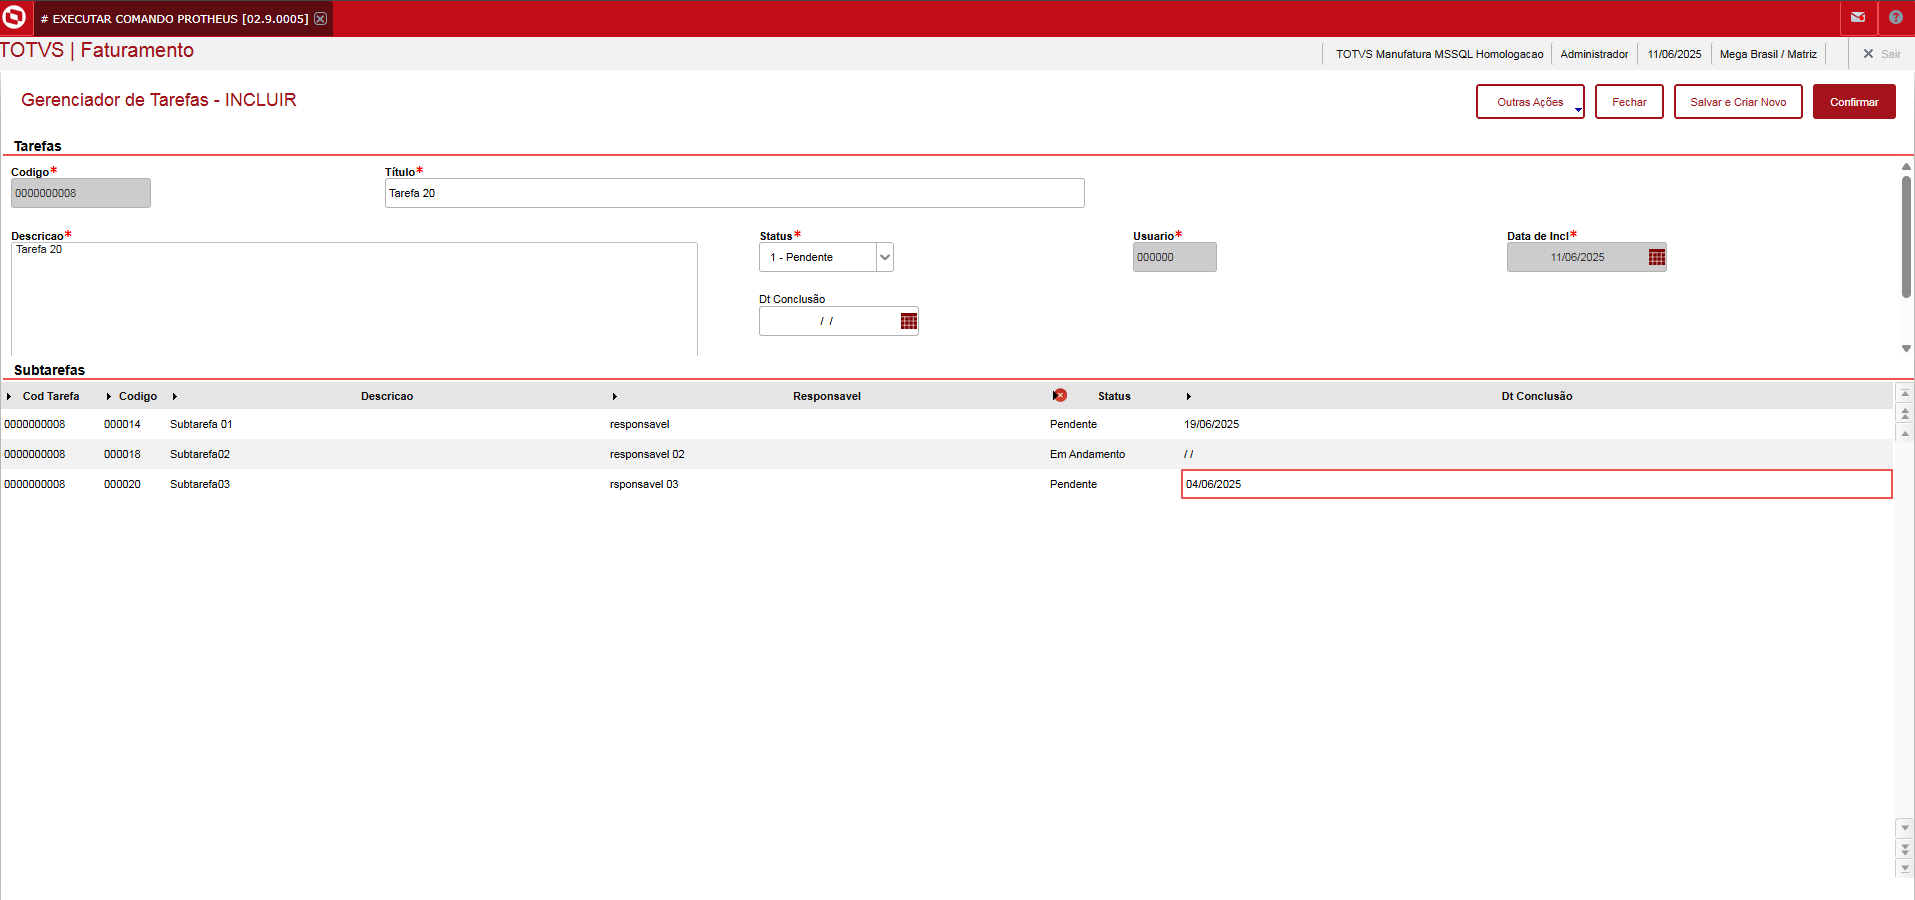 # EXECUTAR COMANDO PROTHEUS [02.9.0005]
TOTVS | Faturamento
TOTVS Manufatura MSSQL Homologacao
Administrador
11/06/2025
Mega Brasil / Matriz
Sair
Gerenciador de Tarefas - INCLUIR
Outras Ações
Fechar
Salvar e Criar Novo
Confirmar
Tarefas
Codigo*
Título*
0000000008
Tarefa 20
Descricao*
Status*
Usuario*
Data de Incl*
Tarefa 20
1 - Pendente
000000
11/06/2025
Dt Conclusão
/ /
Subtarefas
Cod Tarefa Codigo Descricao Responsavel Status Dt Conclusão
0000000008 000014 Subtarefa 01 responsavel Pendente 19/06/2025
0000000008 000018 Subtarefa02 responsavel 02 Em Andamento / /
0000000008 000020 Subtarefa03 rsponsavel 03 Pendente 04/06/2025